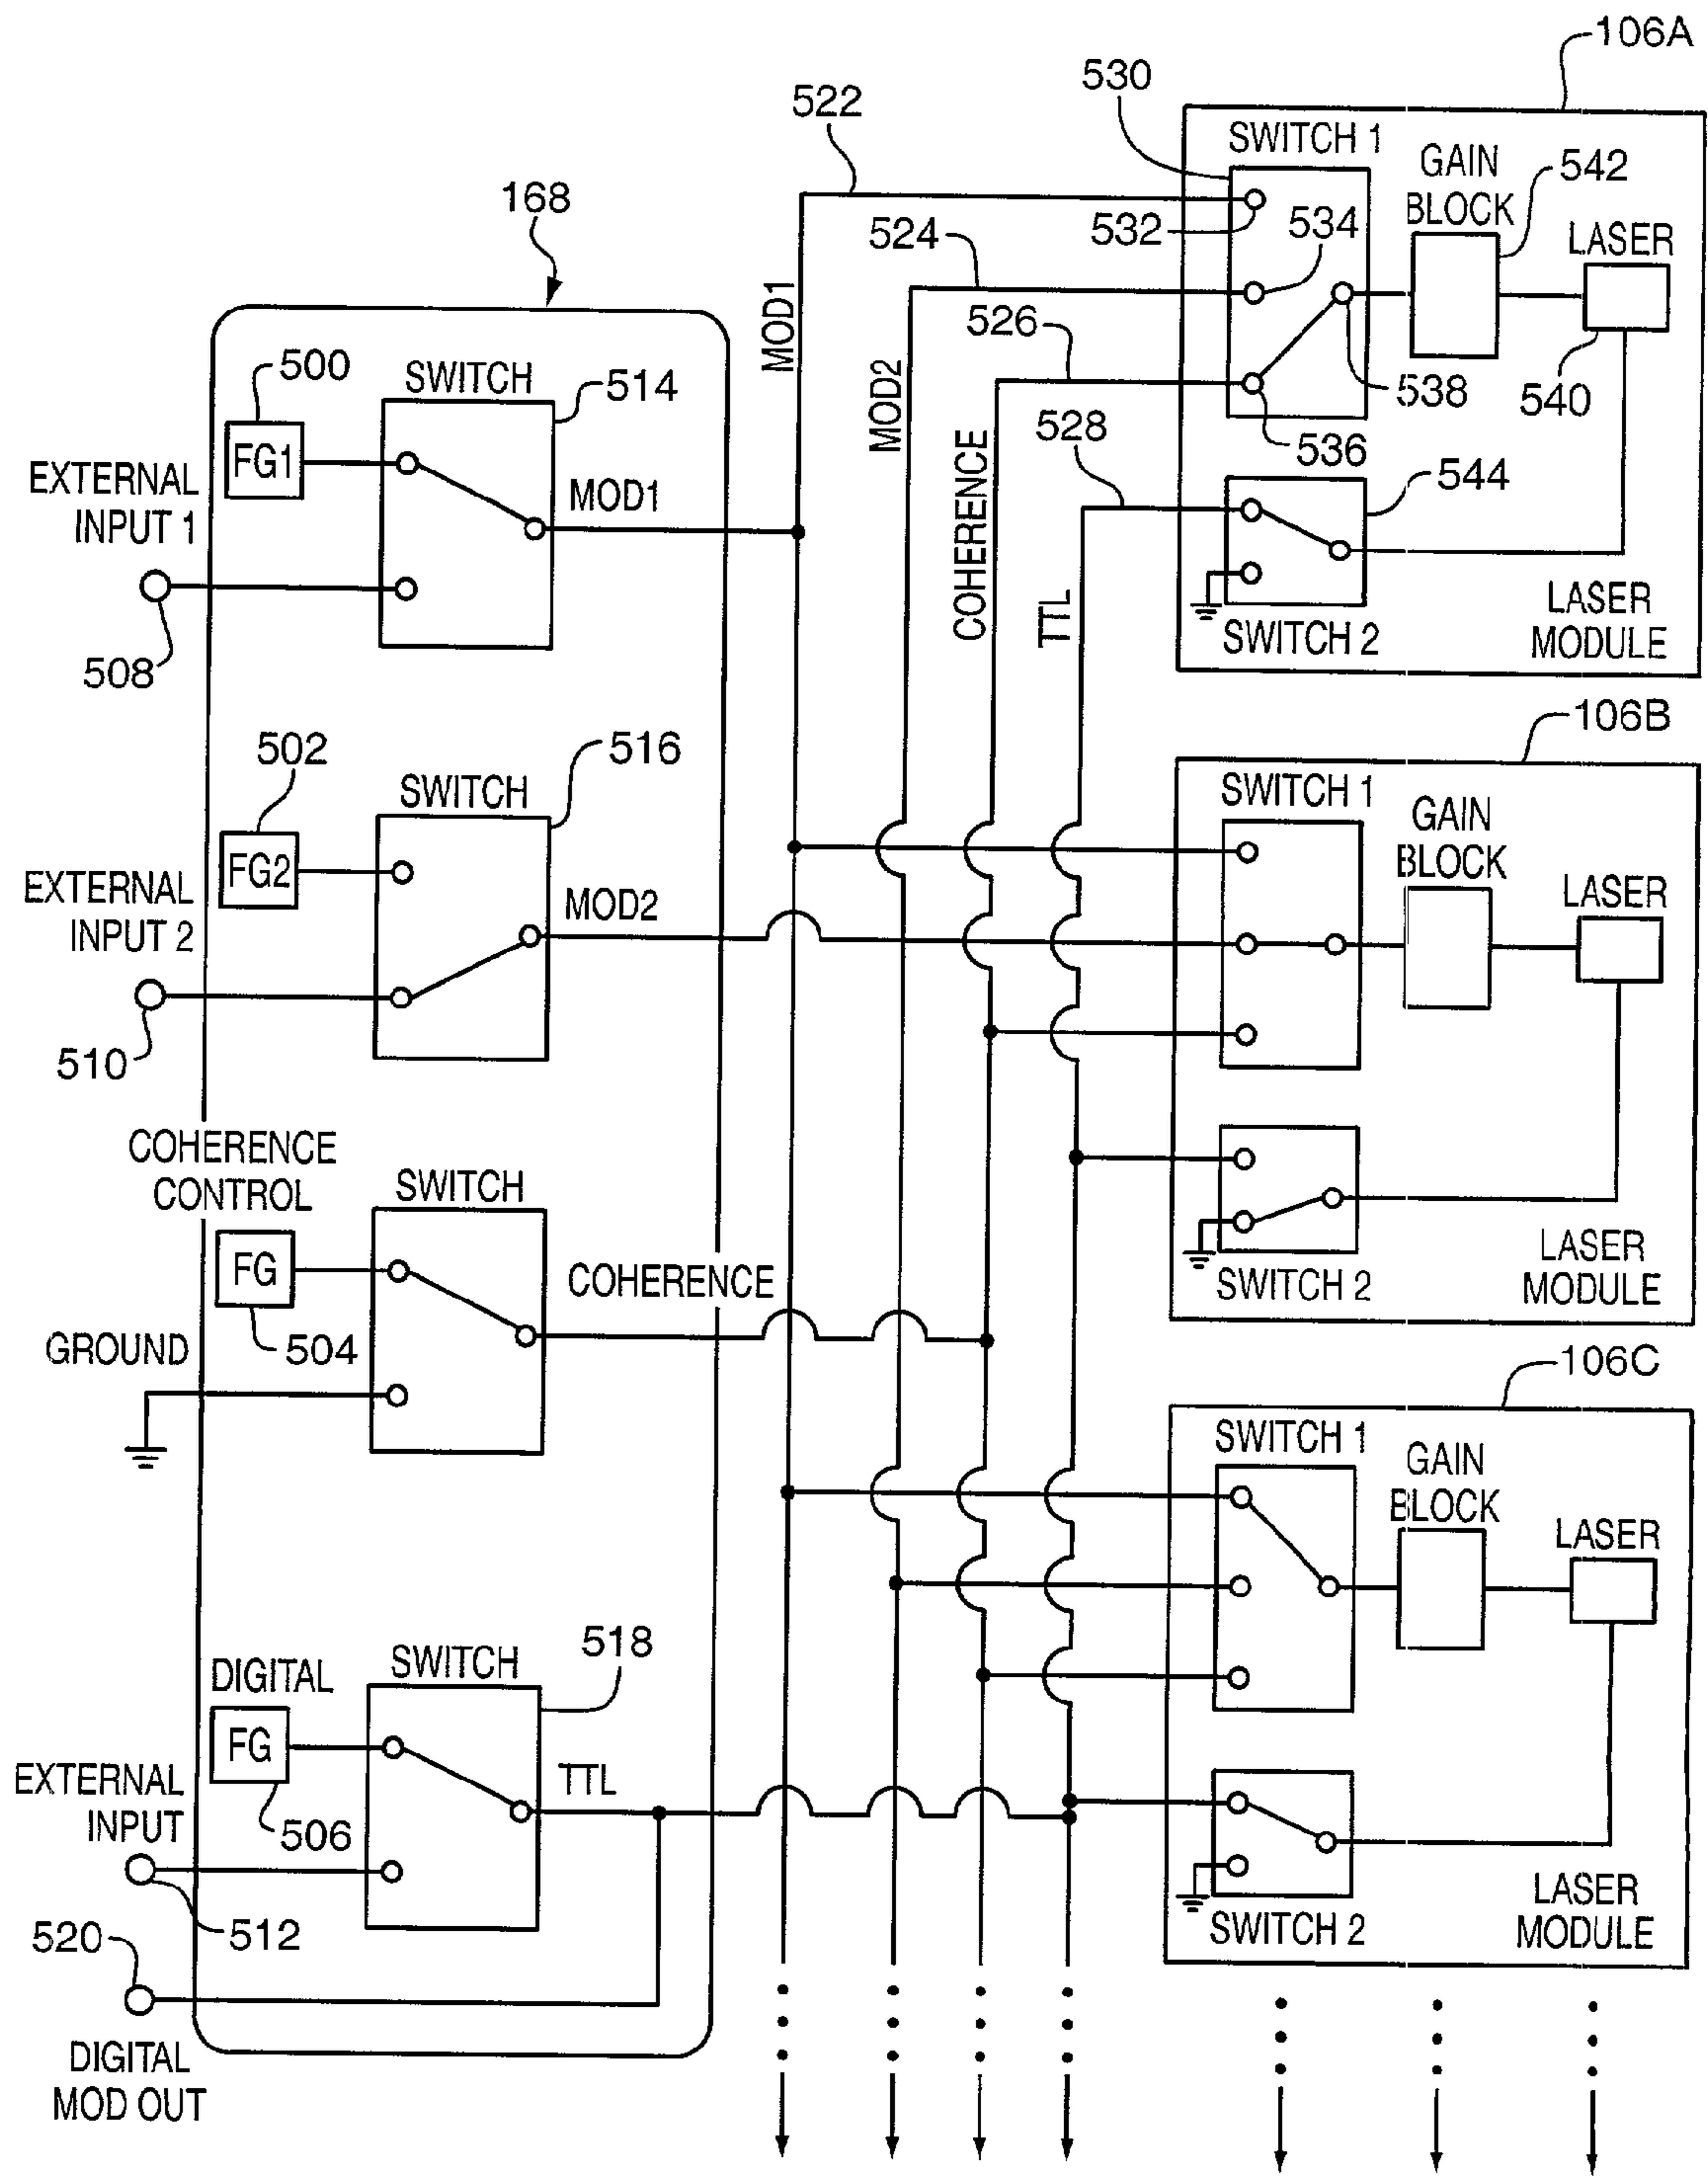 106A
530
522
SWITCH 1
GAIN
BLOCK
542
168
532
534
LASER
524
MOD1
526
538
540
500
SWITCH
514
MOD2
528
536
544
FG1
EXTERNAL
INPUT 1
MOD1
COHERENCE
TTL
LASER
MODULE
SWITCH 2
508
106B
502
SWITCH
516
SWITCH 1
GAIN
BLOCK
FG2
EXTERNAL
INPUT 2
MOD2
LASER
510
COHERENCE
CONTROL
SWITCH
FG
COHERENCE
LASER
MODULE
SWITCH 2
GROUND
504
106C
SWITCH 1
GAIN
BLOCK
LASER
DIGITAL
SWITCH
518
FG
TTL
EXTERNAL
INPUT
506
512
520
LASER
MODULE
SWITCH 2
DIGITAL
MOD OUT